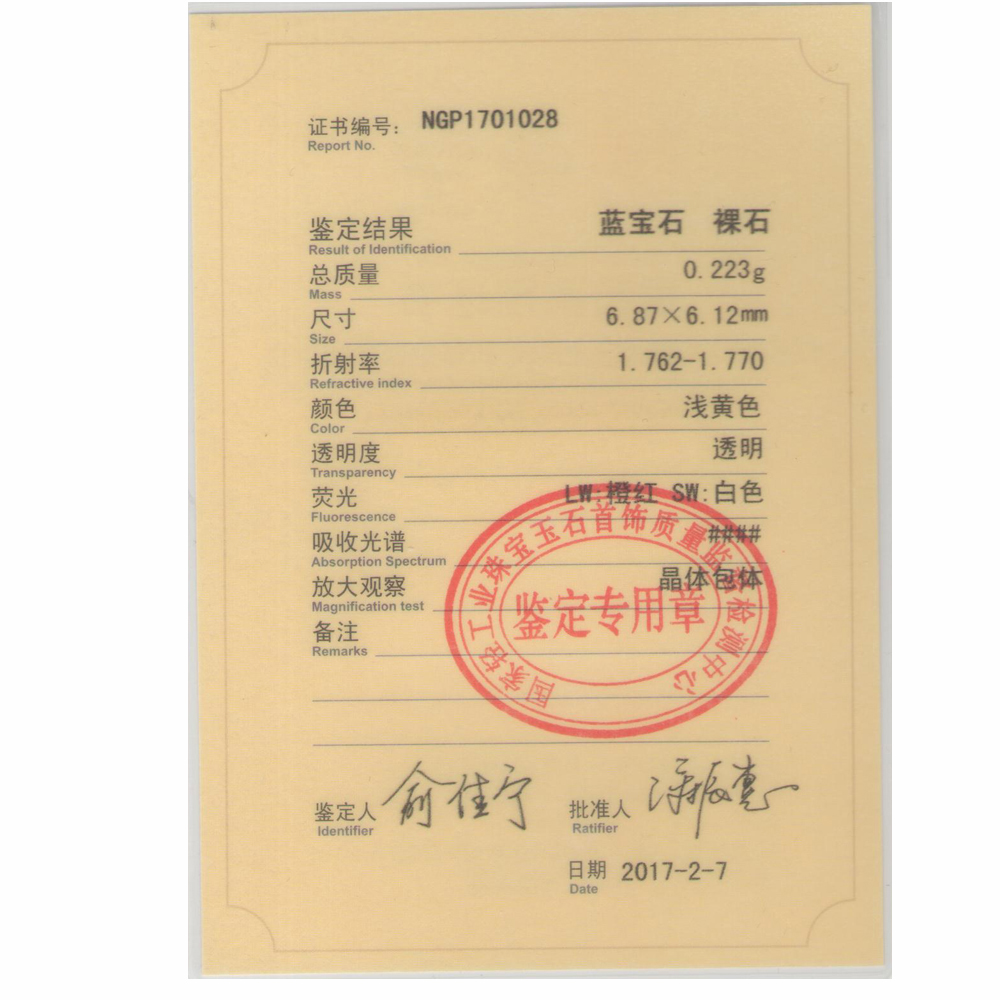 证书编号： NGP1701028
Report No.
鉴定结果 蓝宝石 裸石
Result of Identification
总质量 0.223g
Mass
尺寸 6.87×6.12mm
Size
折射率 1.762-1.770
Refractive index
颜色 浅黄色
Color
透明度 透明
Transparency
荧光 LW:橙红 SW:白色
Fluorescence
吸收光谱 ####
Absorption Spectrum
放大观察 晶体包体
Magnification test
备注
Remarks
国家轻工业珠宝玉石首饰质量监督检测中心
鉴定专用章
鉴定人 俞佳宁 批准人
Identifier Ratifier
日期 2017-2-7
Date